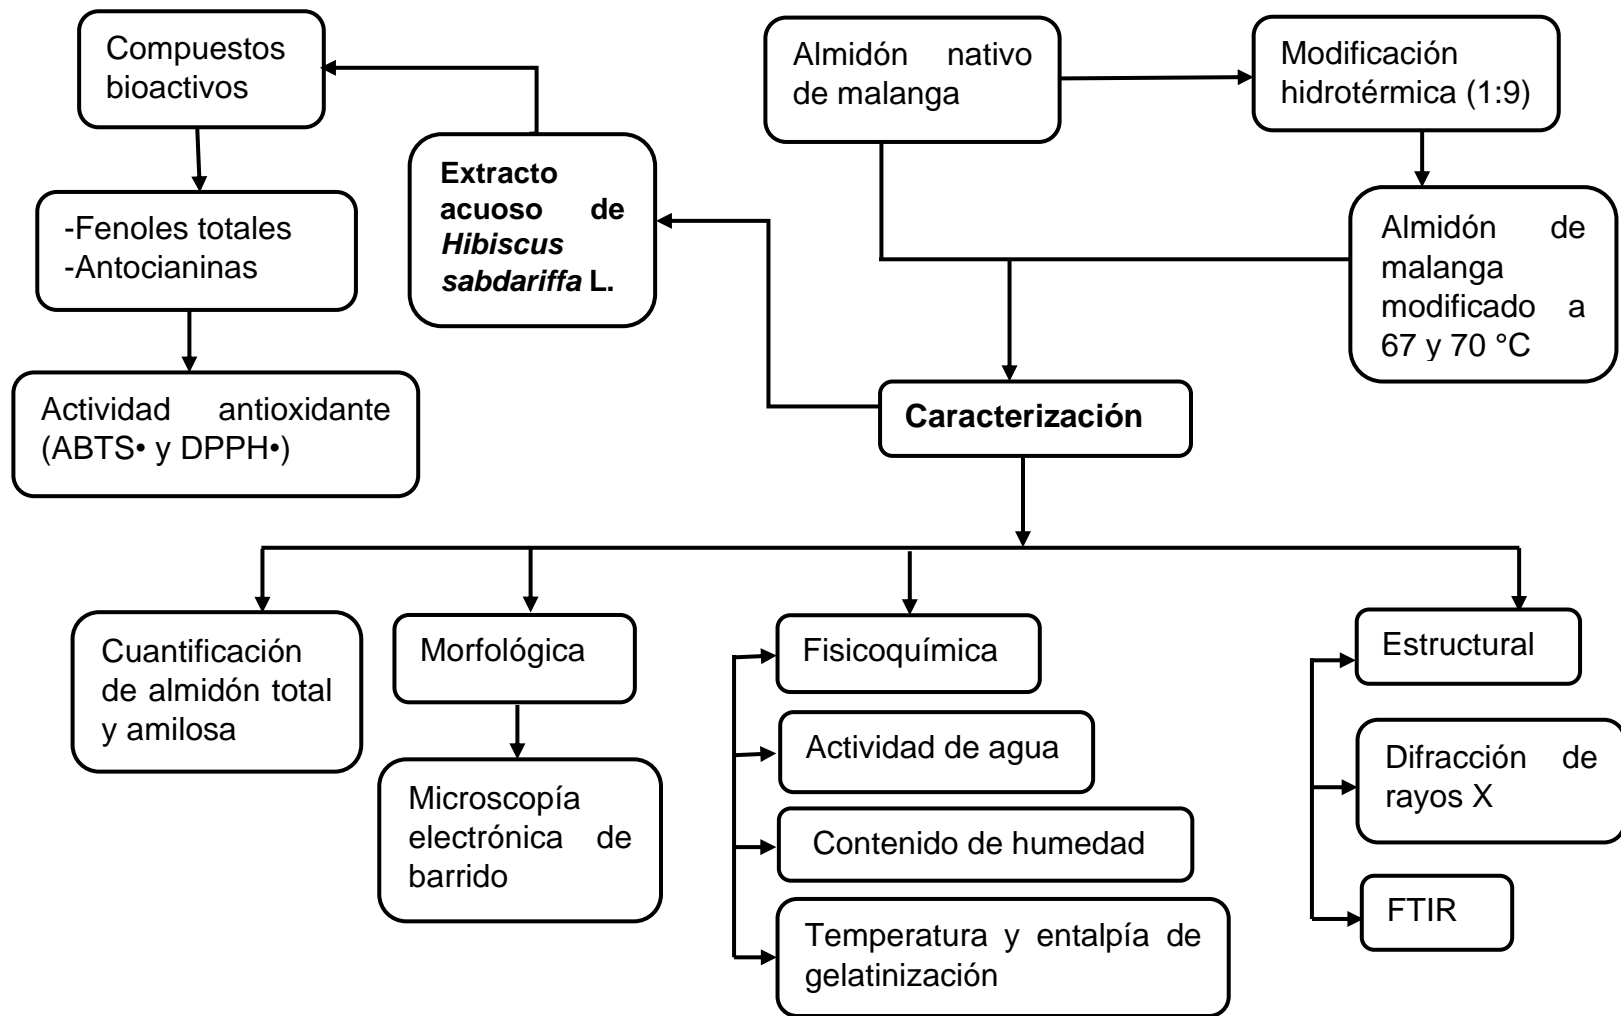 Compuestos
bioactivos
-Fenoles totales
-Antocianinas
Actividad antioxidante
(ABTS• y DPPH•)
Extracto
acuoso de
Hibiscus
sabdariffa L.
Almidón nativo
de malanga
Modificación
hidrotérmica (1:9)
Almidón de
malanga
modificado a
67 y 70 °C
Caracterización
Cuantificación
de almidón total
y amilosa
Morfológica
Microscopía
electrónica de
barrido
Fisicoquímica
Actividad de agua
Contenido de humedad
Temperatura y entalpía de
gelatinización
Estructural
Difracción de
rayos X
FTIR